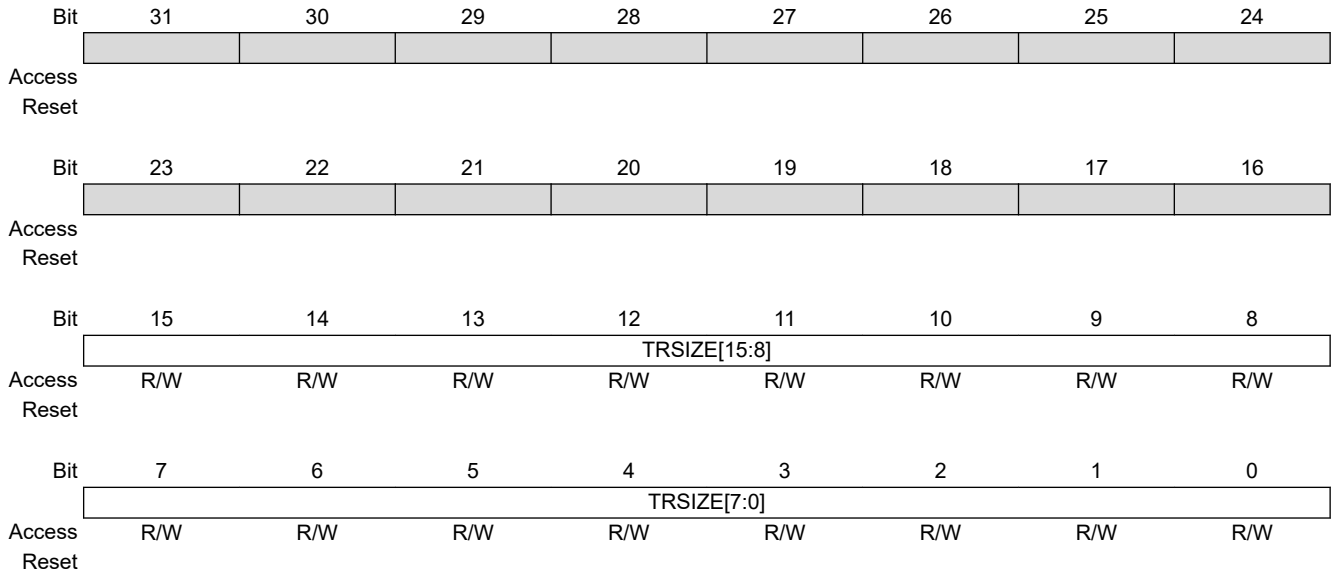 Bit 31 30 29 28 27 26 25 24
Access
Reset
Bit 23 22 21 20 19 18 17 16
Access
Reset
Bit 15 14 13 12 11 10 9 8
TRSIZE[15:8]
Access R/W R/W R/W R/W R/W R/W R/W R/W
Reset
Bit 7 6 5 4 3 2 1 0
TRSIZE[7:0]
Access R/W R/W R/W R/W R/W R/W R/W R/W
Reset